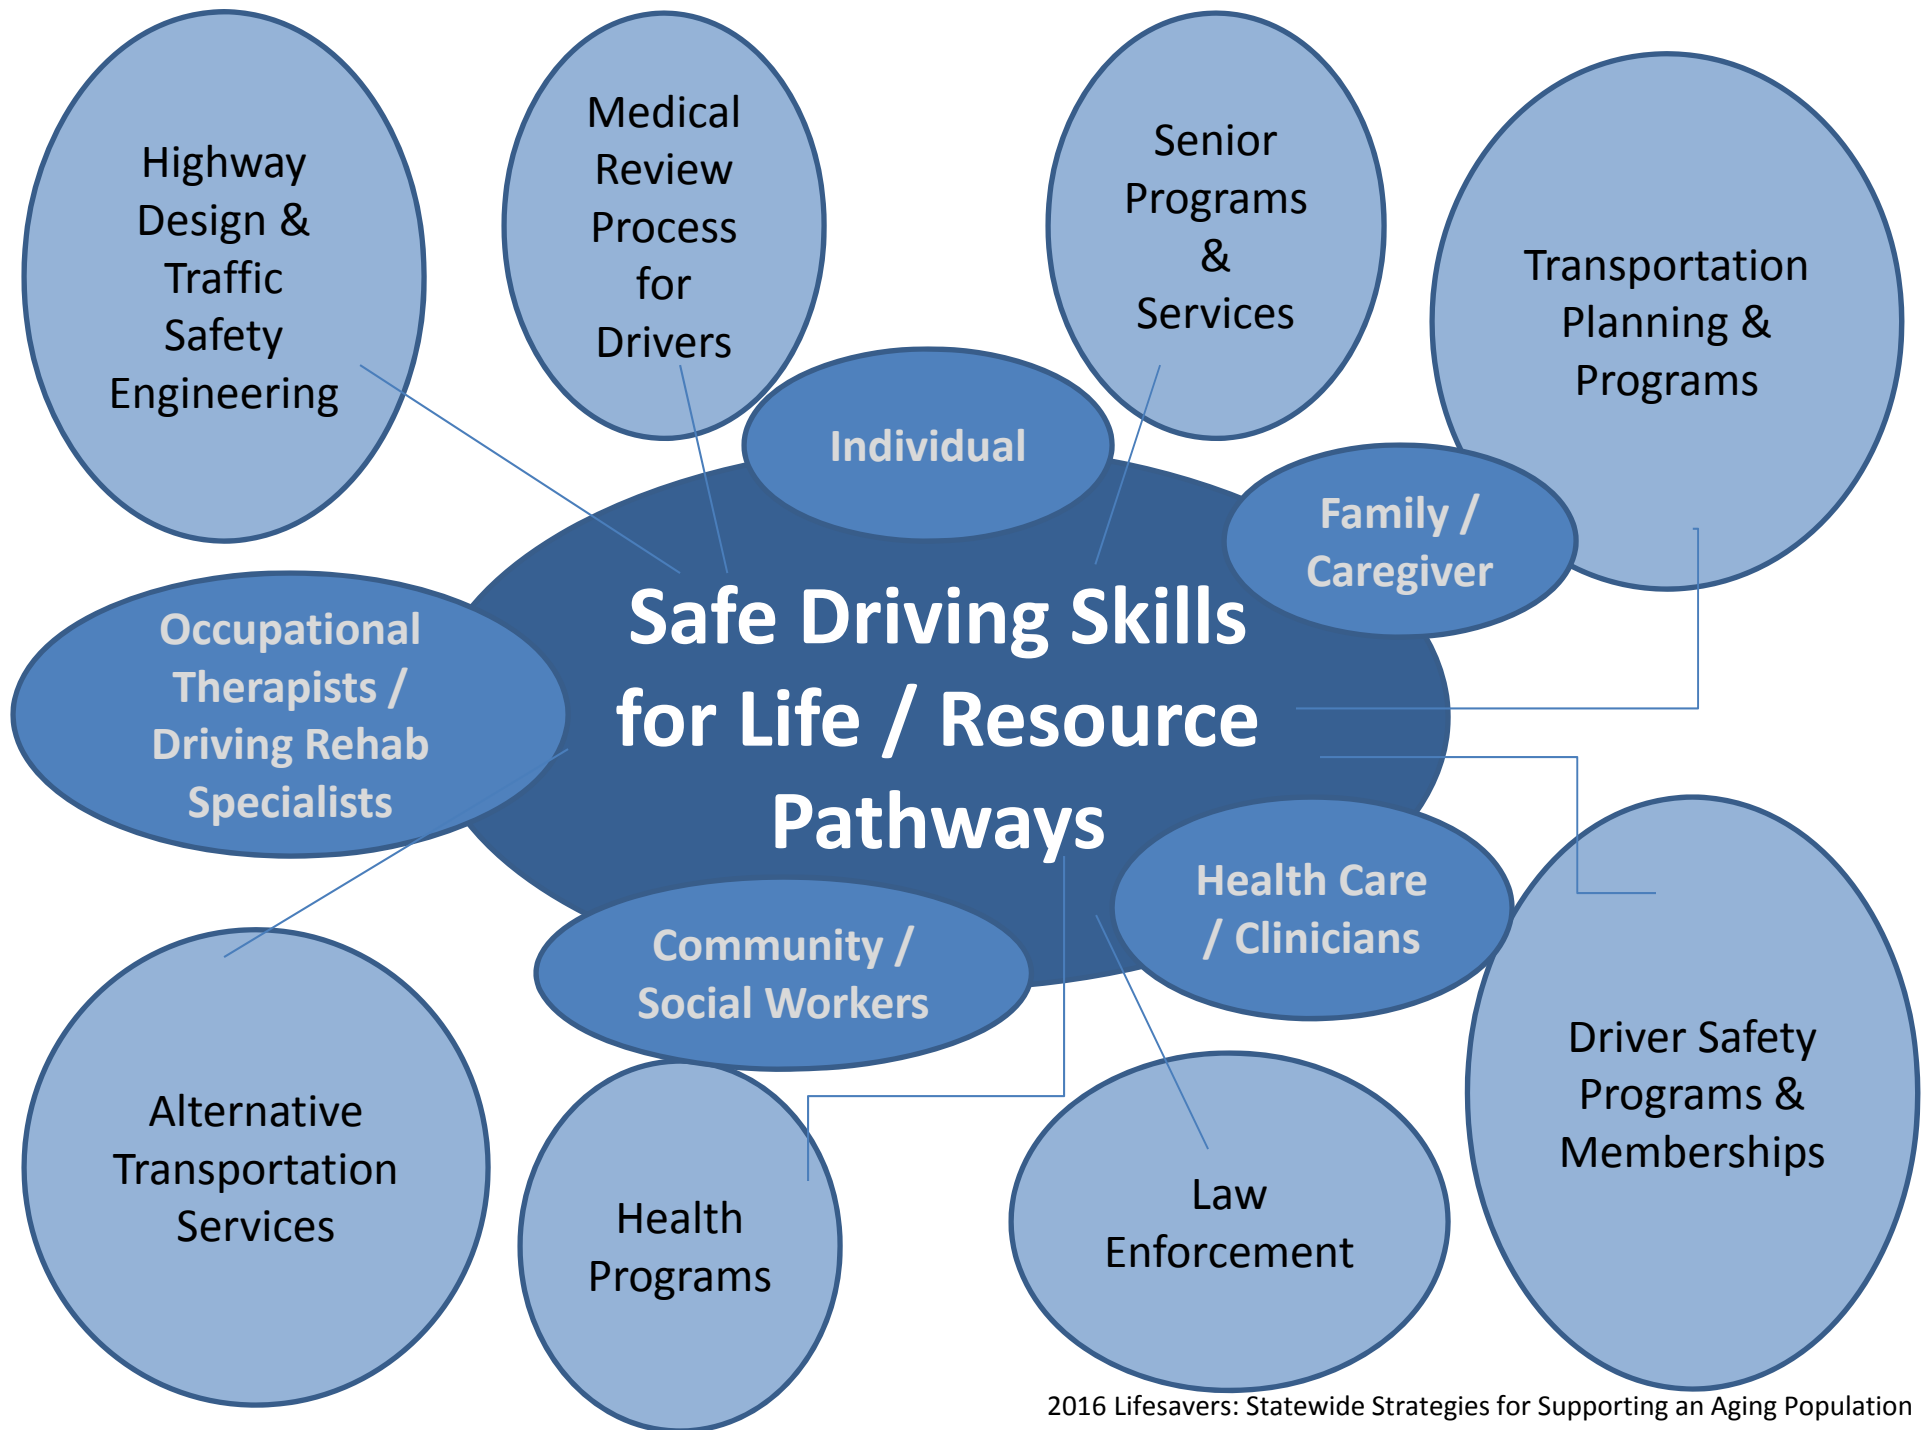 Highway
Design &
Traffic
Safety
Engineering
Medical
Review
Process
for
Drivers
Senior
Programs
&
Services
Transportation
Planning &
Programs
Individual
Family /
Caregiver
Occupational
Therapists /
Driving Rehab
Specialists
Safe Driving Skills
for Life / Resource
Pathways
Health Care
/ Clinicians
Community /
Social Workers
Alternative
Transportation
Services
Health
Programs
Law
Enforcement
Driver Safety
Programs &
Memberships
2016 Lifesavers: Statewide Strategies for Supporting an Aging Population